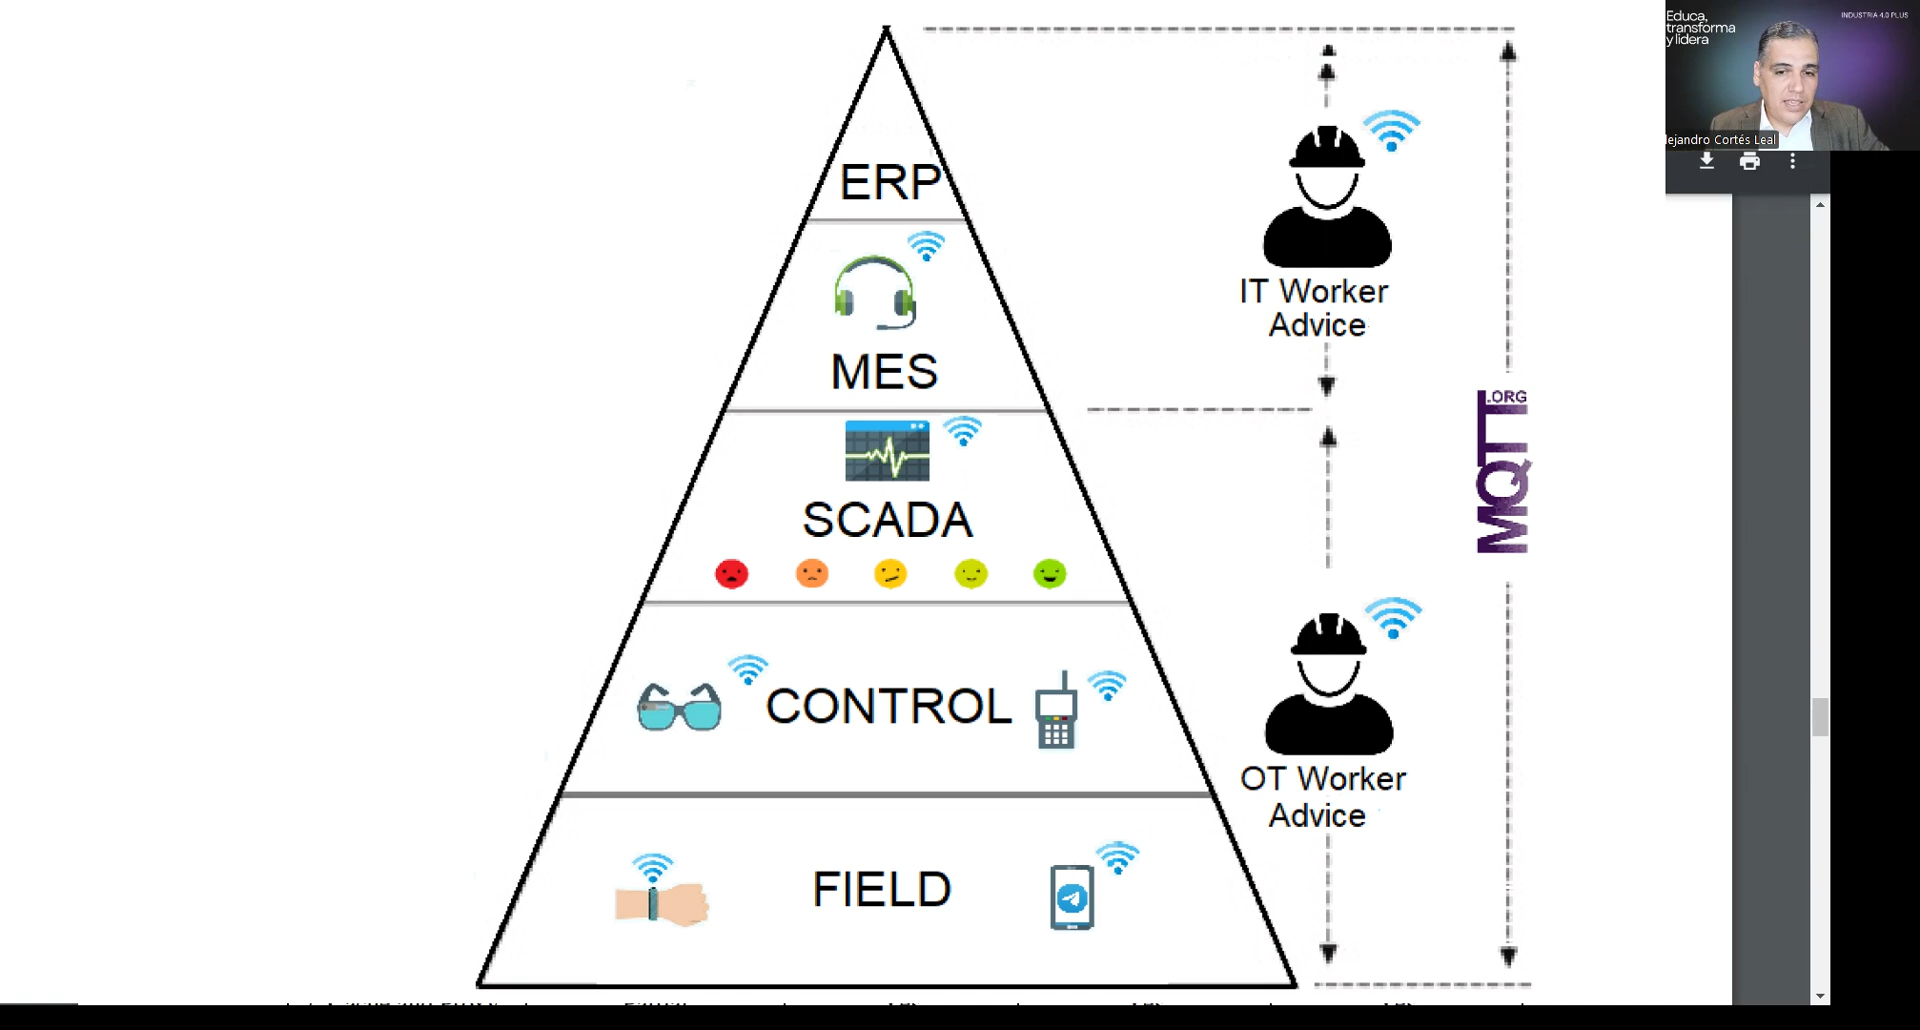 Educa,
transforma
y lidera
INDUSTRIA 4.0 PLUS
lejandro Cortés Leal
ERP
MES
SCADA
CONTROL
FIELD
IT Worker
Advice
OT Worker
Advice
MQTT
.ORG